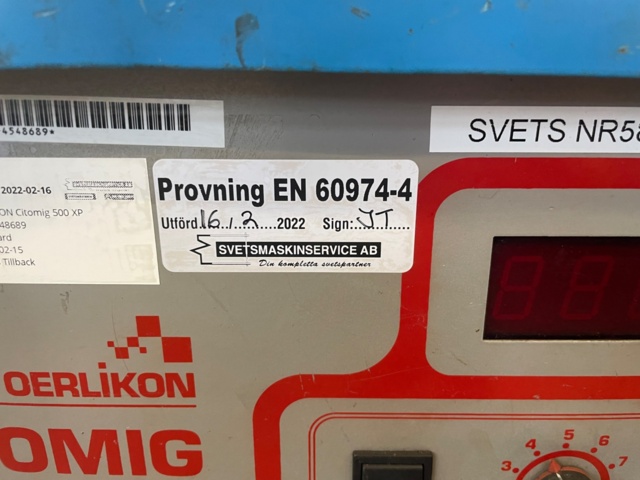 4548689*
SVETS NR58
2022-02-16
ON Citomig 500 XP
48689
ard
02-15
Tillback
Provning EN 60974-4
Utförd 16../..2.. 2022 Sign:.JT.....
SVETSMASKINSERVICE AB
Din kompletta svetspartner
OERLIKON
OMIG
3 4 5 6 7